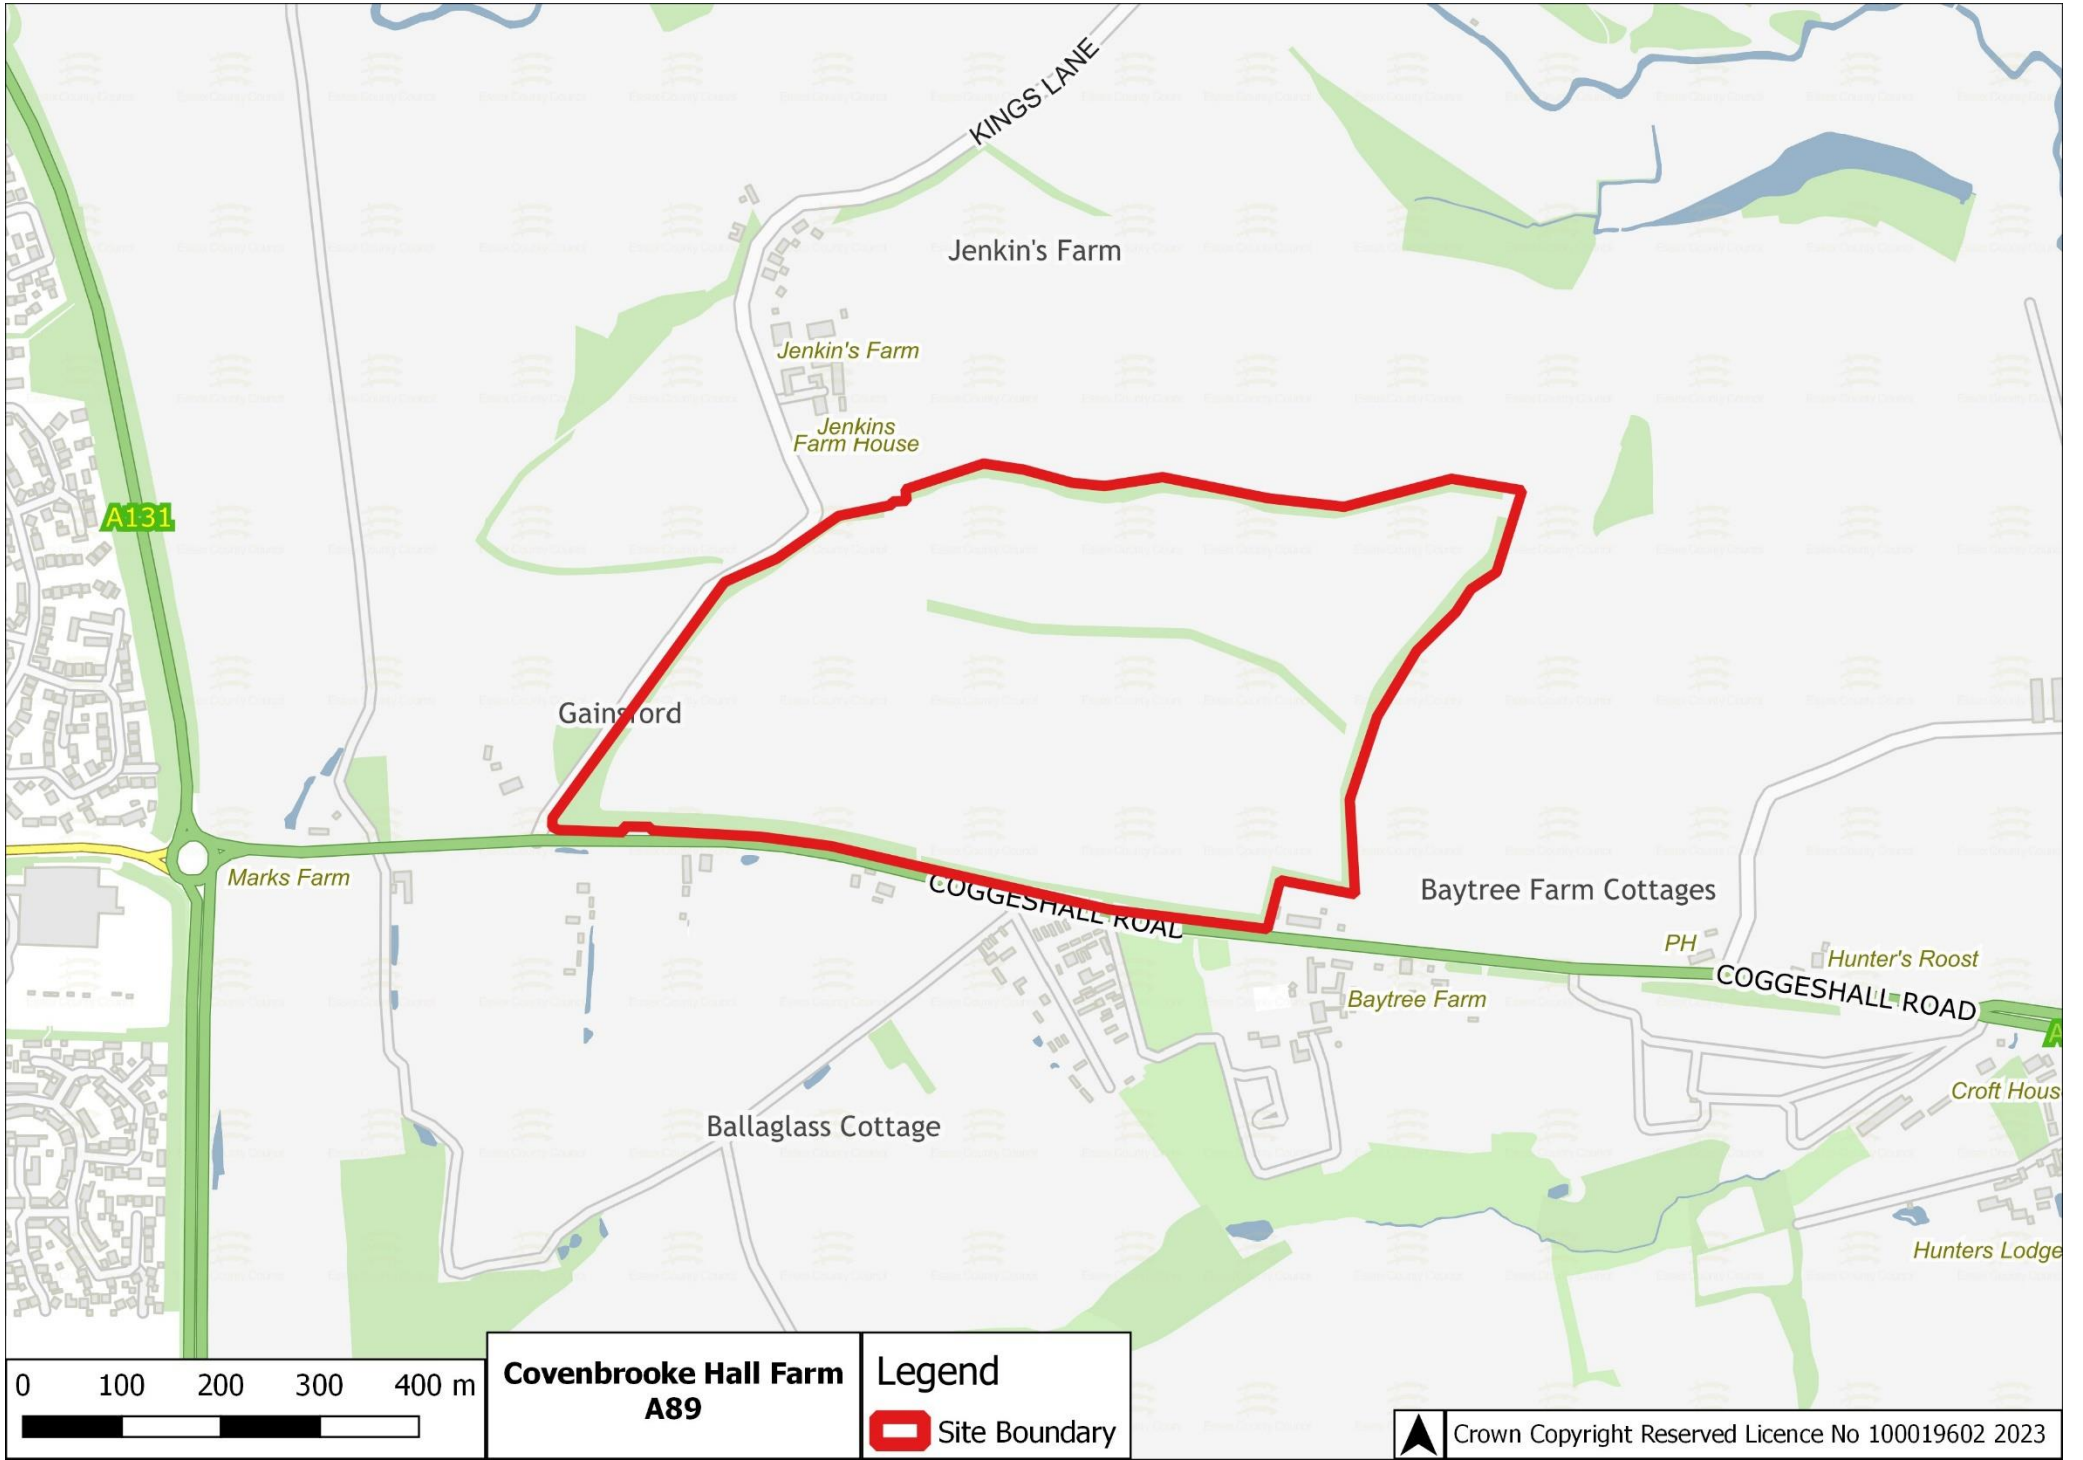 KINGS LANE
Jenkin's Farm
Jenkin's Farm
Jenkins
Farm House
A131
Gainsford
Marks Farm
COGGESHALL ROAD
Baytree Farm Cottages
PH
Hunter's Roost
COGGESHALL ROAD
Baytree Farm
A
Croft Hous
Ballaglass Cottage
Hunters Lodge
0 100 200 300 400 m
Covenbrooke Hall Farm
A89
Legend
Site Boundary
Crown Copyright Reserved Licence No 100019602 2023